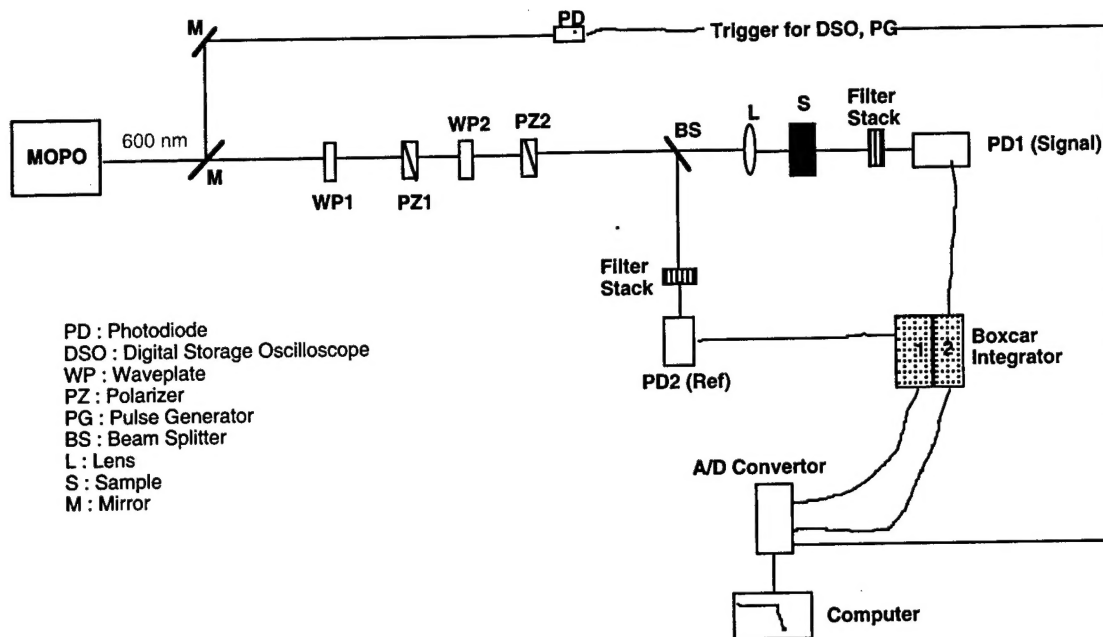 M
PD
Trigger for DSO, PG
MOPO
600 nm
M
WP1
PZ1
WP2
PZ2
BS
L
S
Filter
Stack
PD1 (Signal)
Filter
Stack
PD2 (Ref)
1 2
Boxcar
Integrator
PD : Photodiode
DSO : Digital Storage Oscilloscope
WP : Waveplate
PZ : Polarizer
PG : Pulse Generator
BS : Beam Splitter
L : Lens
S : Sample
M : Mirror
A/D Convertor
Computer